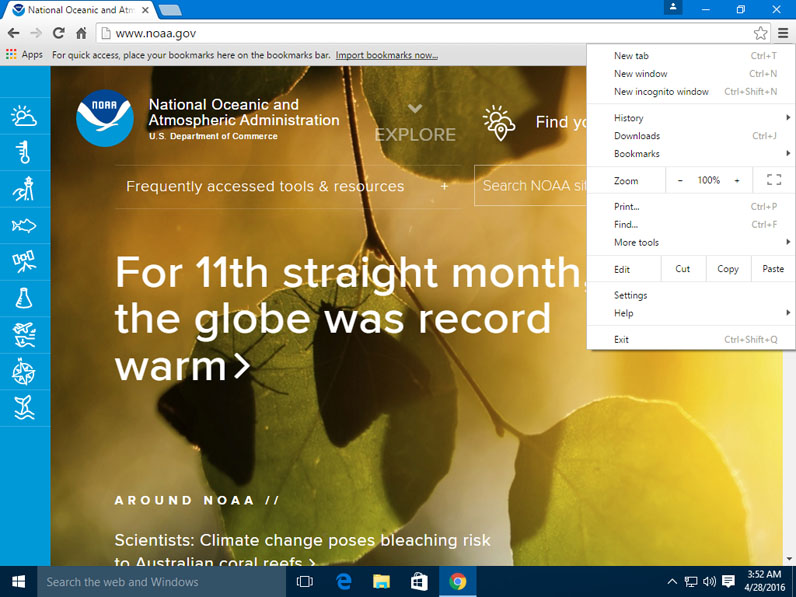 National Oceanic and Atm
www.noaa.gov
Apps For quick access, place your bookmarks here on the bookmarks bar. Import bookmarks now...
New tab Ctrl+T
New window Ctrl+N
New incognito window Ctrl+Shift+N
History
Downloads Ctrl+J
Bookmarks
Zoom - 100% +
Print... Ctrl+P
Find... Ctrl+F
More tools
Edit Cut Copy Paste
Settings
Help
Exit Ctrl+Shift+Q
NOAA
National Oceanic and
Atmospheric Administration
U.S. Department of Commerce
EXPLORE
Find yo
Frequently accessed tools & resources +
Search NOAA sit
For 11th straight month,
the globe was record
warm >
AROUND NOAA //
Scientists: Climate change poses bleaching risk
to Australian coral reefs >
Search the web and Windows
3:52 AM
4/28/2016